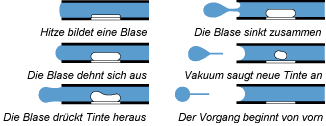 Hitze bildet eine Blase
Die Blase dehnt sich aus
Die Blase drückt Tinte heraus
Die Blase sinkt zusammen
Vakuum saugt neue Tinte an
Der Vorgang beginnt von vorn